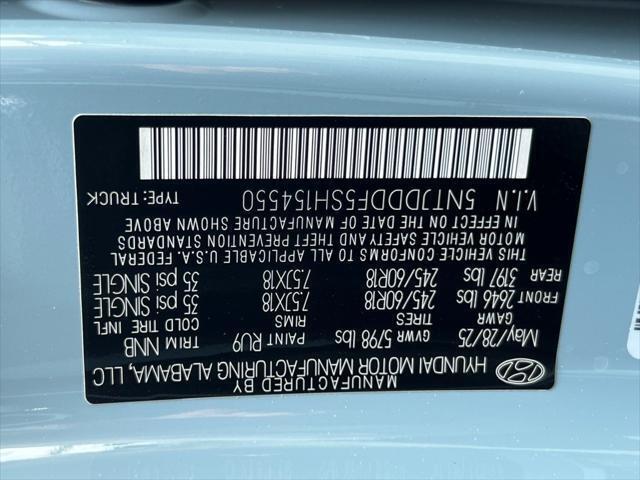 MANUFACTURED BY
HYUNDAI MOTOR MANUFACTURING ALABAMA, LLC
May/28/25 GVWR 5798 lbs PAINT RU9 TRIM NNB
GAWR TIRES RIMS COLD TIRE INFL
FRONT 2646 lbs 245/60R18 7.5JX18 35 psi SINGLE
REAR 3197 lbs 245/60R18 7.5JX18 35 psi SINGLE
THIS VEHICLE CONFORMS TO ALL APPLICABLE U.S.A. FEDERAL
MOTOR VEHICLE SAFETY AND THEFT PREVENTION STANDARDS
IN EFFECT ON THE DATE OF MANUFACTURE SHOWN ABOVE
V.I.N 5NTJDDDF5SH154550 TYPE: TRUCK